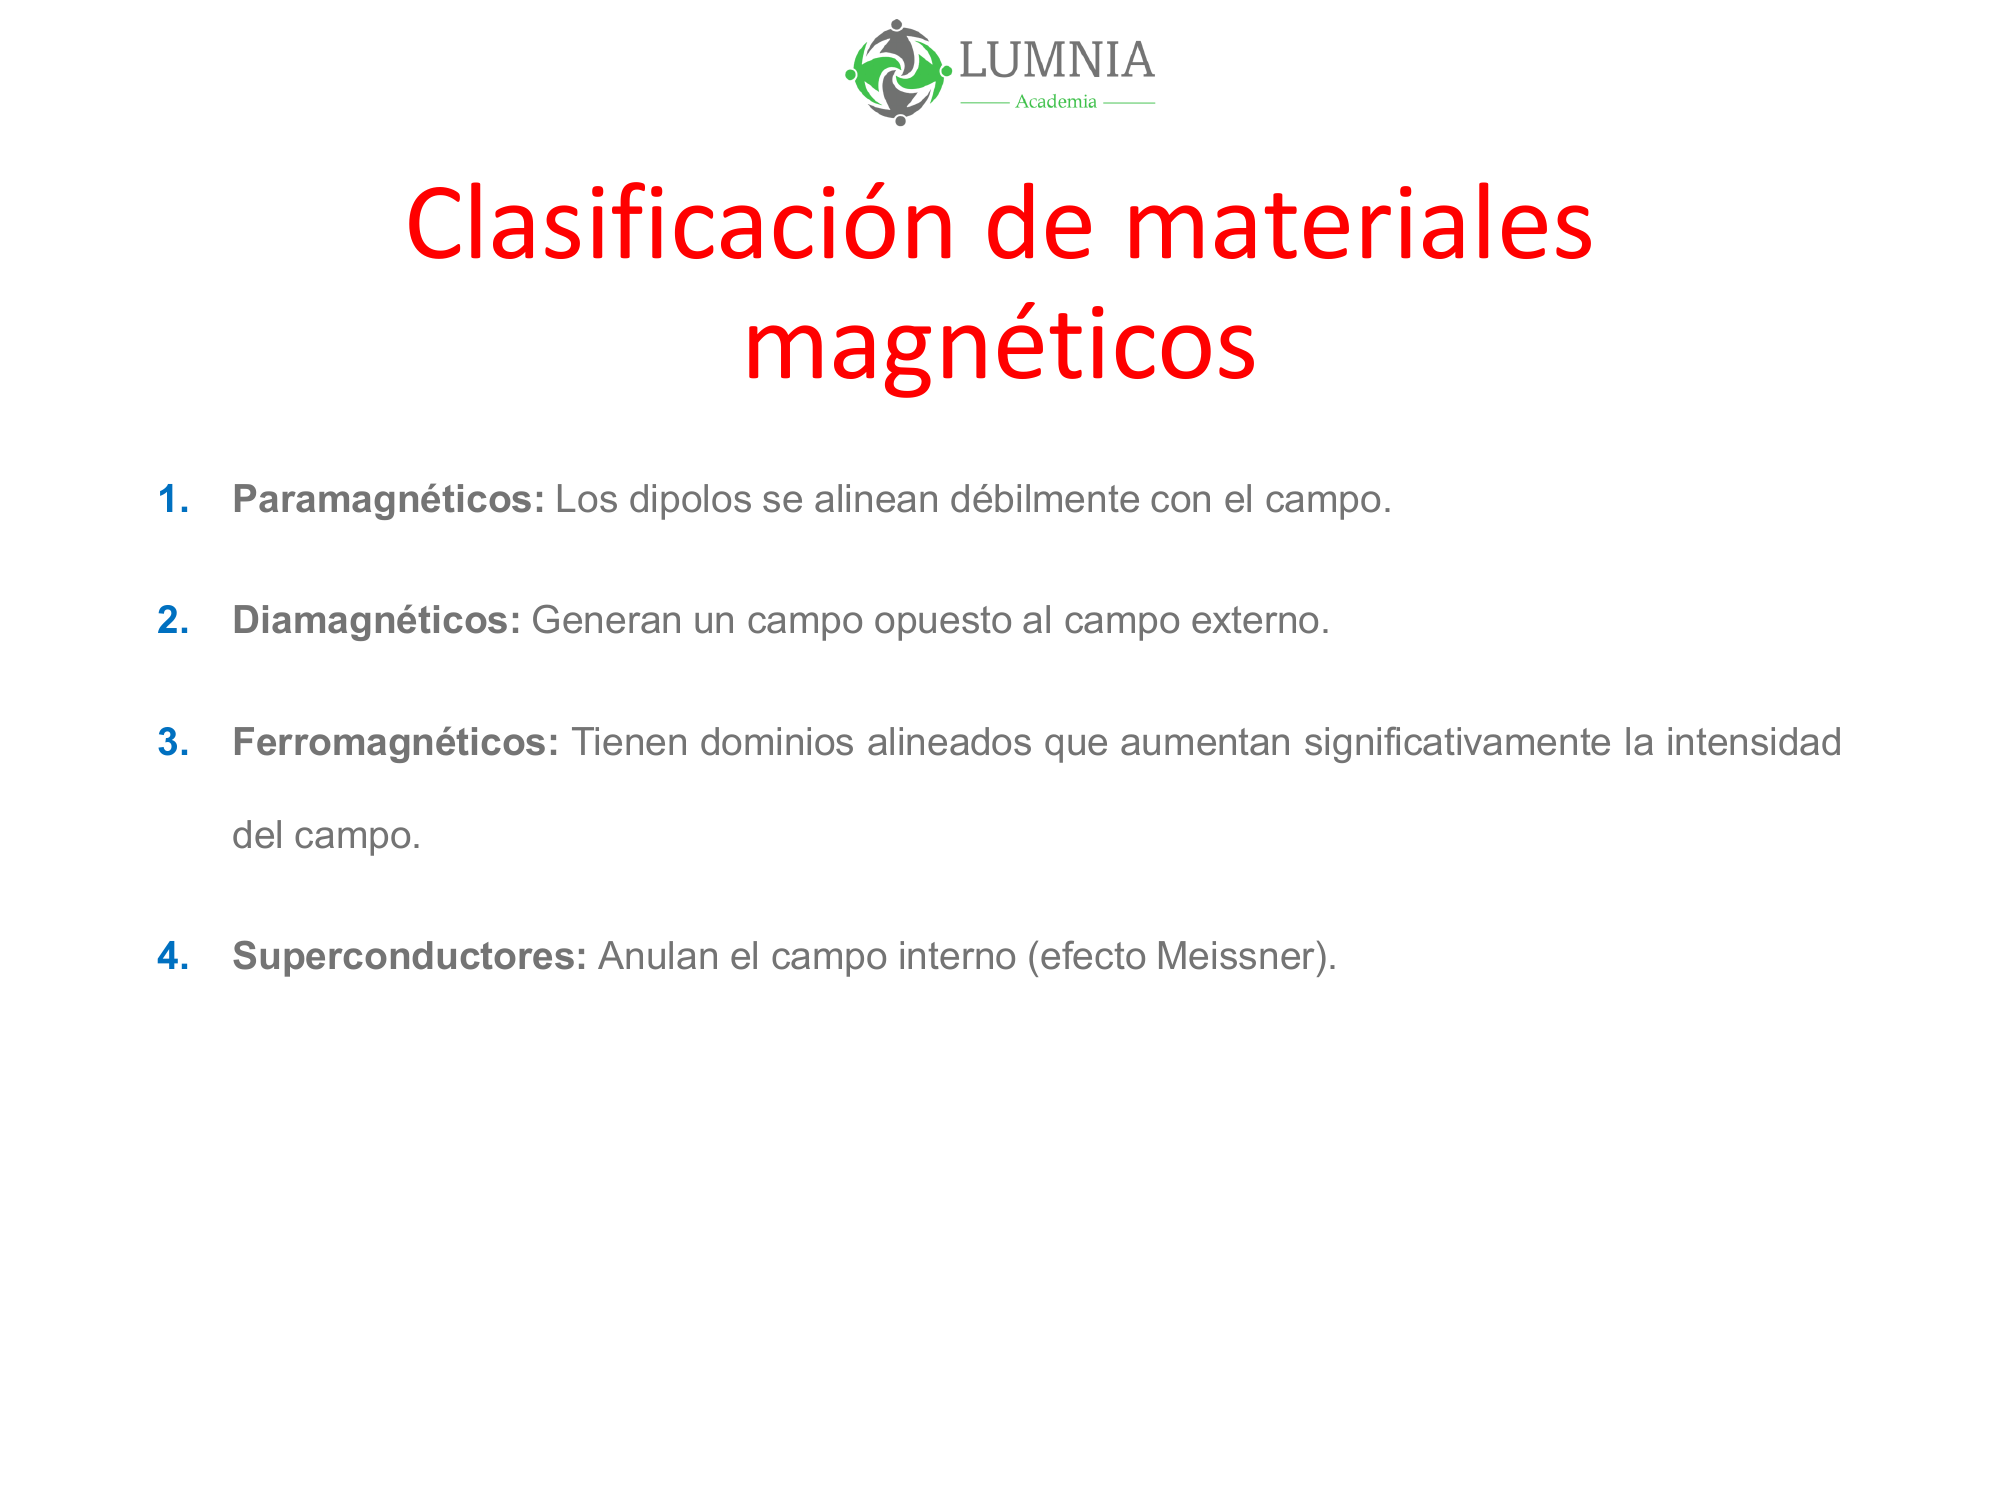 LUMNIA
Academia
Clasificación de materiales
magnéticos
1. Paramagnéticos: Los dipolos se alinean débilmente con el campo.
2. Diamagnéticos: Generan un campo opuesto al campo externo.
3. Ferromagnéticos: Tienen dominios alineados que aumentan significativamente la intensidad
del campo.
4. Superconductores: Anulan el campo interno (efecto Meissner).